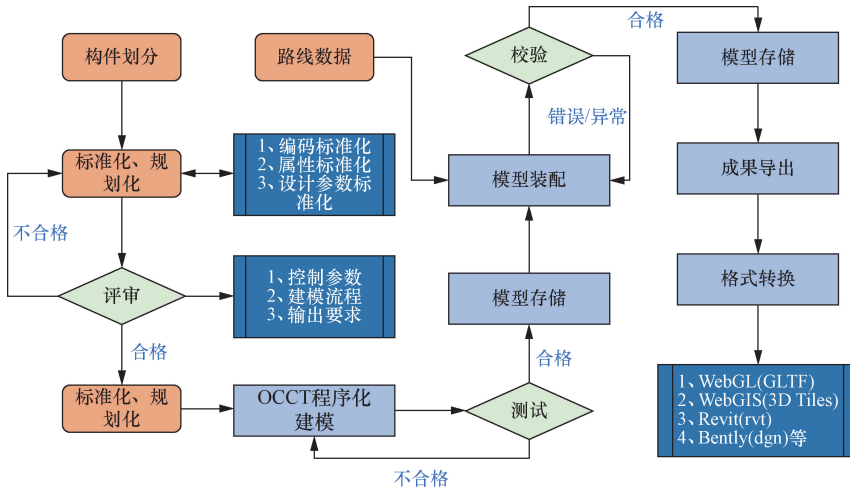 构件划分
标准化、规
划化
1、编码标准化
2、属性标准化
3、设计参数标
准化
不合格
评审
1、控制参数
2、建模流程
3、输出要求
合格
标准化、规
划化
OCCT程序化
建模
测试
不合格
合格
模型存储
路线数据
模型装配
错误/异常
校验
合格
模型存储
成果导出
格式转换
1、WebGL(GLTF)
2、WebGIS(3D Tiles)
3、Revit(rvt)
4、Bently(dgn)等